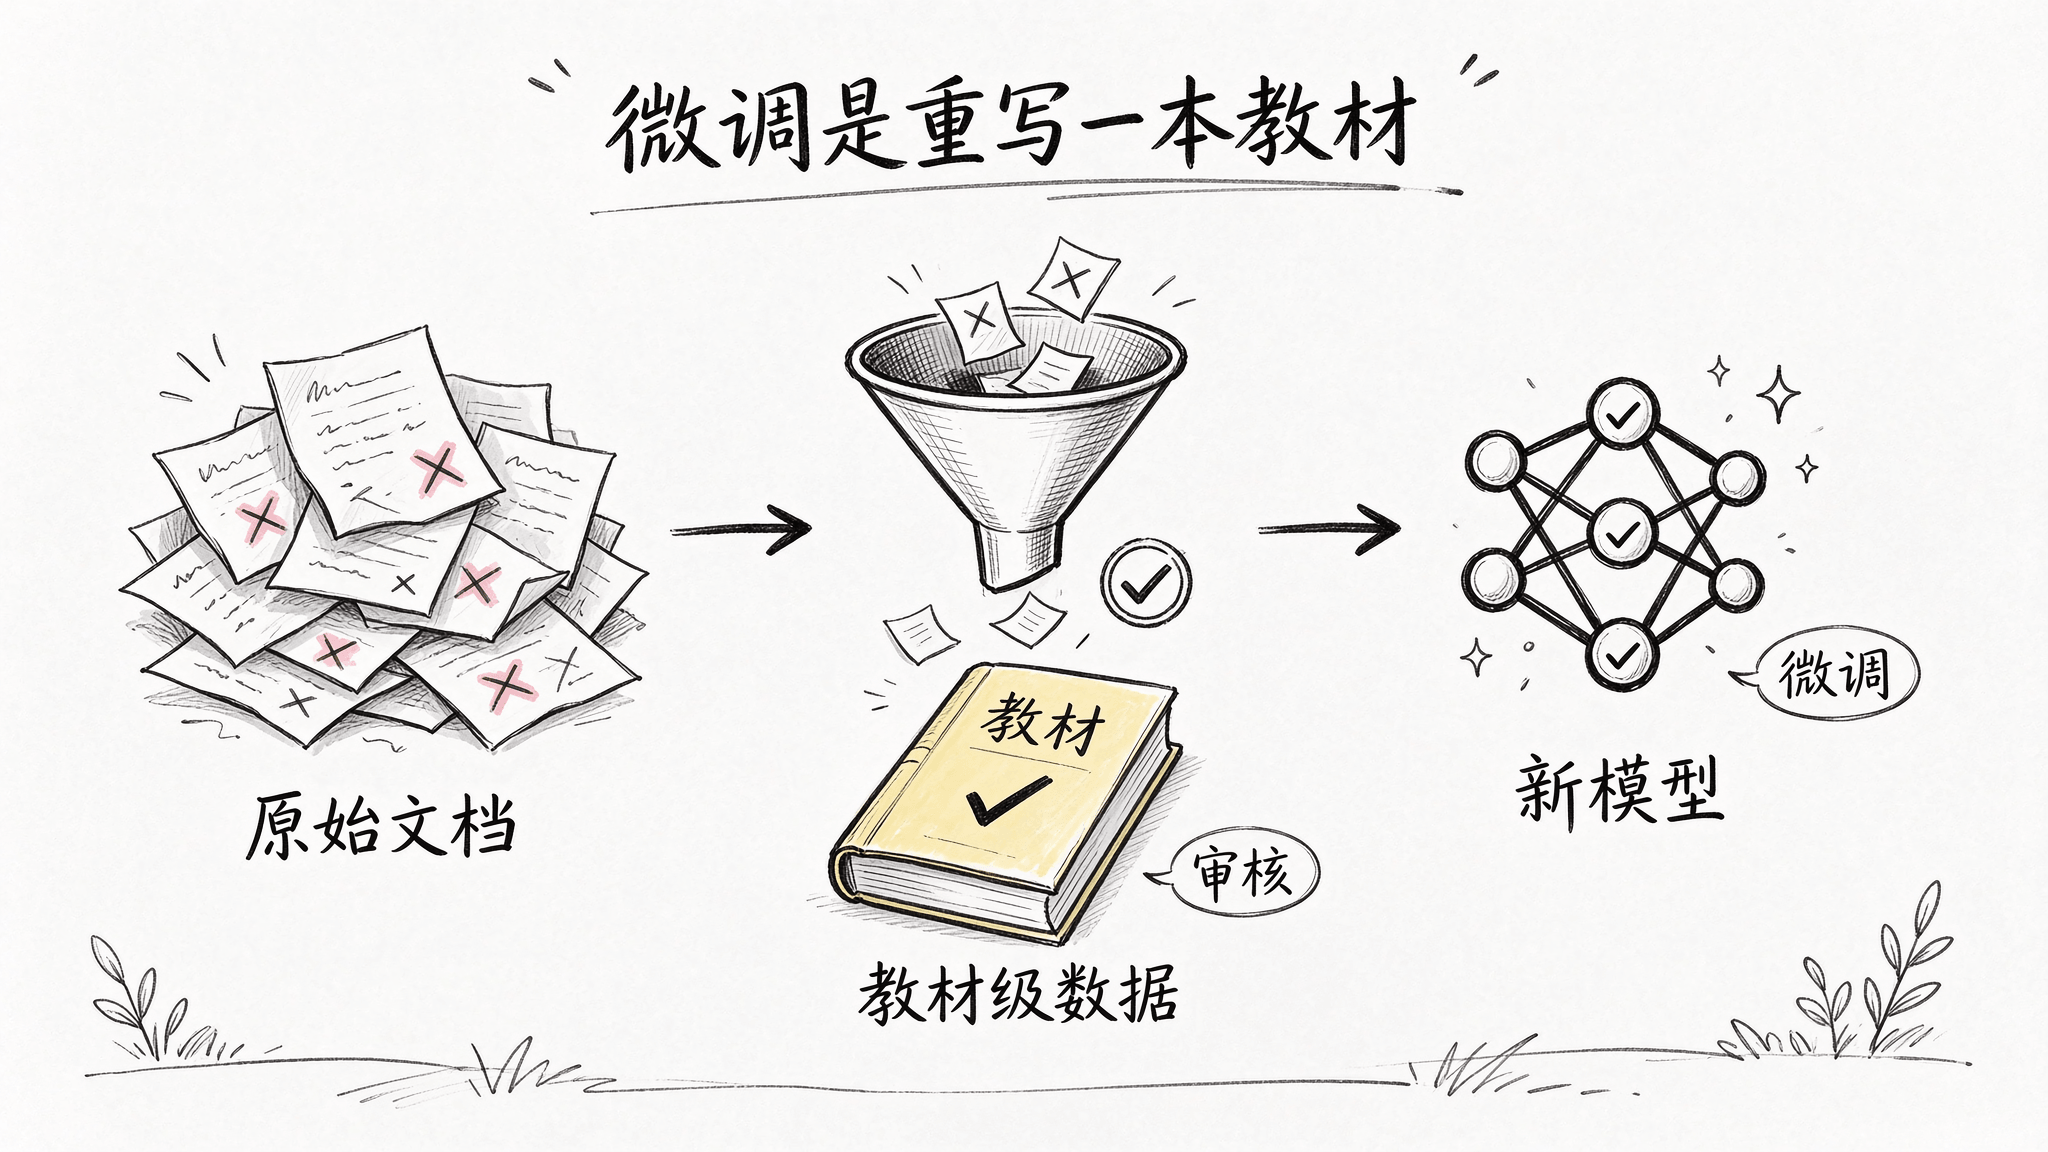 微调是重写一本教材
原始文档
教材
审核
教材级数据
微调
新模型